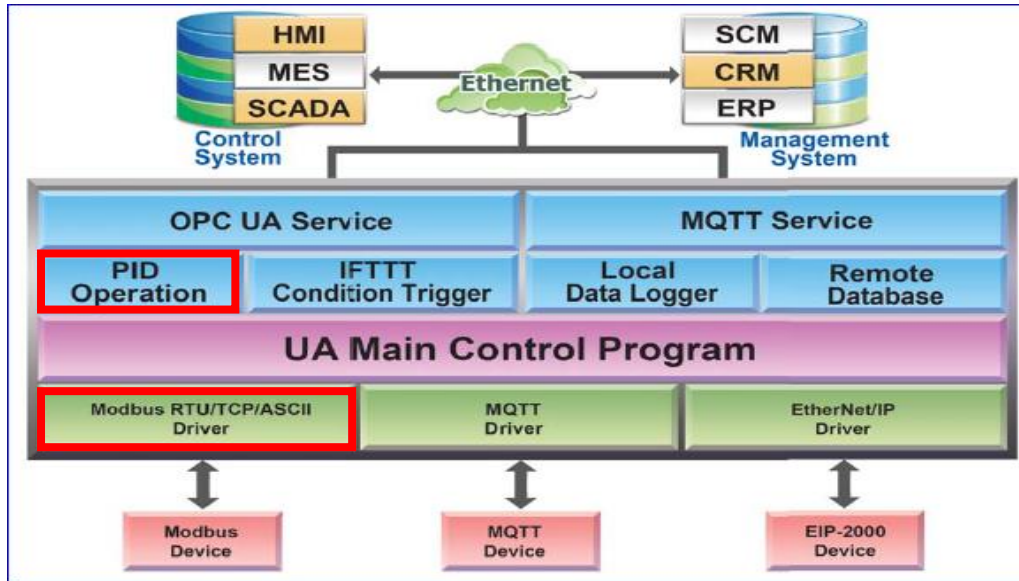 HMI
MES
SCADA
Control
System
Ethernet
SCM
CRM
ERP
Management
System
OPC UA Service
MQTT Service
PID
Operation
IFTTT
Condition Trigger
Local
Data Logger
Remote
Database
UA Main Control Program
Modbus RTU/TCP/ASCII
Driver
MQTT
Driver
EtherNet/IP
Driver
Modbus
Device
MQTT
Device
EIP-2000
Device